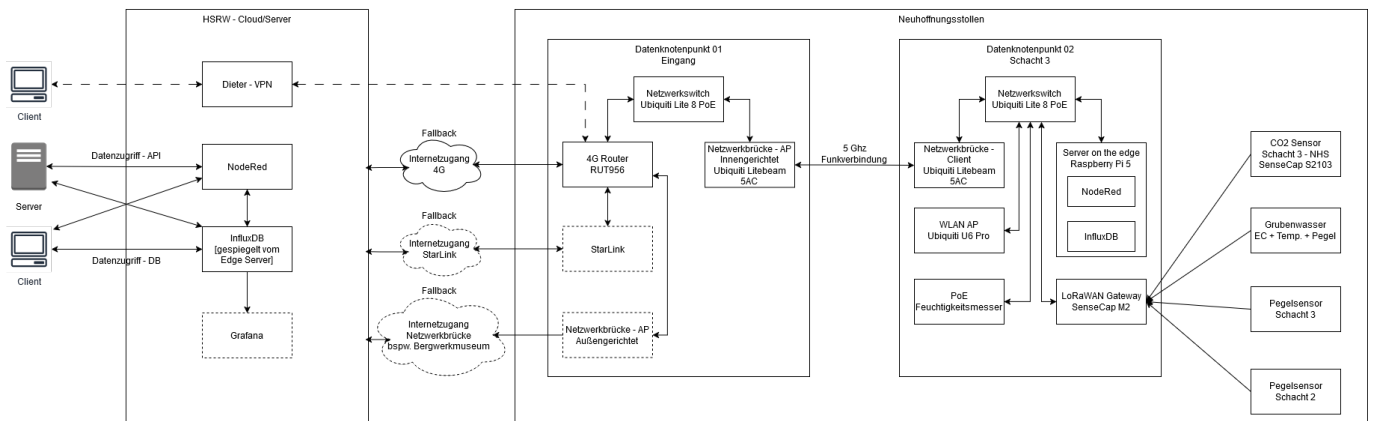 HSRW - Cloud/Server
Neuhoffnungsstollen
Client
Dieter - VPN
Server
Client
Datenzugriff - API
Datenzugriff - DB
NodeRed
InfluxDB
[gespiegelt vom
Edge Server]
Grafana
Fallback
Internetzugang
4G
Fallback
Internetzugang
StarLink
Fallback
Internetzugang
Netzwerkbrücke
bspw. Bergwerkmuseum
Datenknotenpunkt 01
Eingang
Netzwerkswitch
Ubiquiti Lite 8 PoE
4G Router
RUT956
Netzwerkbrücke - AP
Innengerichtet
Ubiquiti Litebeam
5AC
StarLink
Netzwerkbrücke - AP
Außengerichtet
5 Ghz
Funkverbindung
Datenknotenpunkt 02
Schacht 3
Netzwerkswitch
Ubiquiti Lite 8 PoE
Netzwerkbrücke -
Client
Ubiquiti Litebeam
5AC
Server on the edge
Raspberry Pi 5
NodeRed
InfluxDB
WLAN AP
Ubiquiti U6 Pro
PoE
Feuchtigkeitsmesser
LoRaWAN Gateway
SenseCap M2
CO2 Sensor
Schacht 3 - NHS
SenseCap S2103
Grubenwasser
EC + Temp. + Pegel
Pegelsensor
Schacht 3
Pegelsensor
Schacht 2